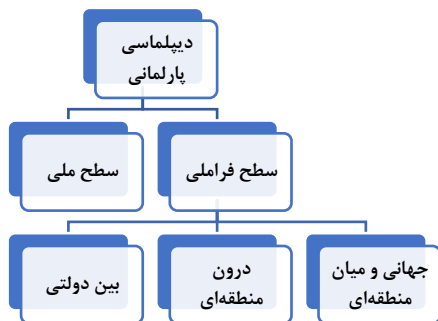 دیپلماسی
پارلمانی
سطح فراملی
سطح ملی
جهانی و میان
منطقه‌ای
درون
منطقه‌ای
بین دولتی